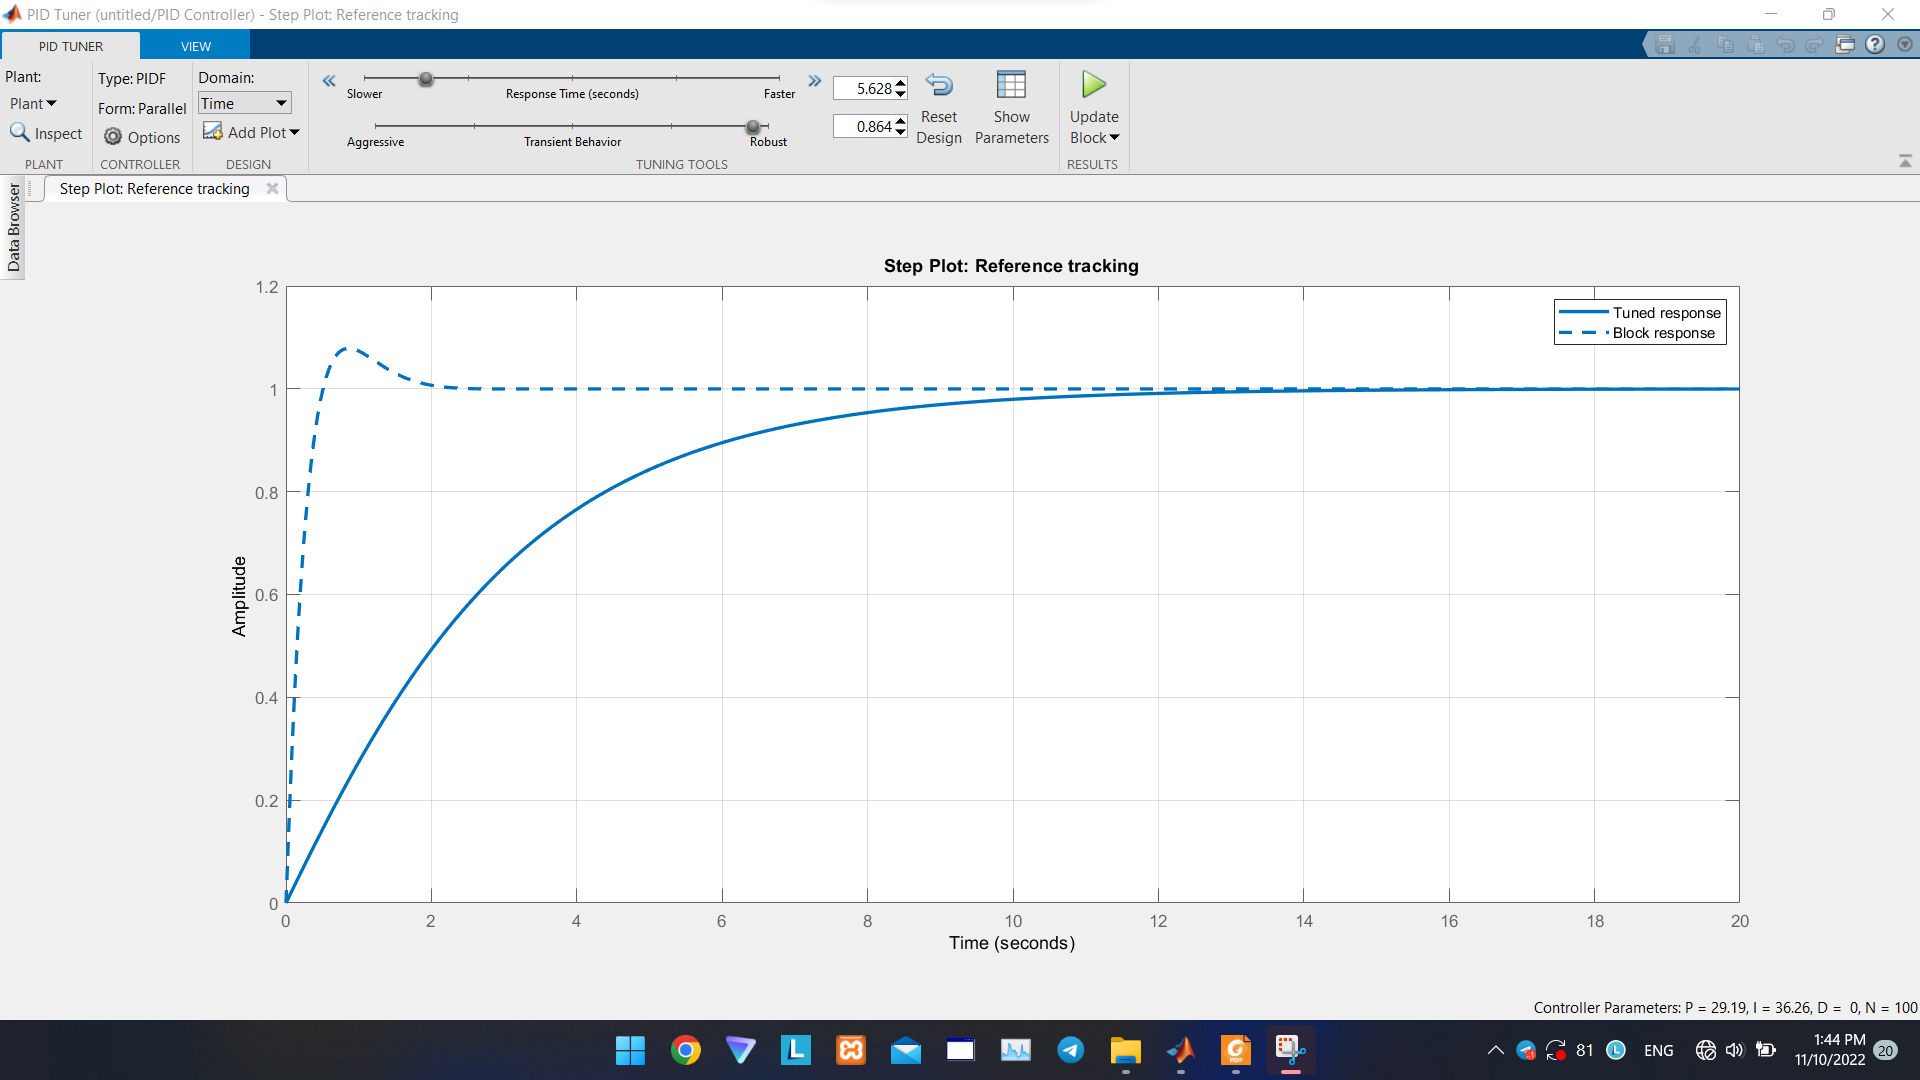 PID Tuner (untitled/PID Controller) - Step Plot: Reference tracking
PID TUNER
VIEW
Plant:
Plant
Inspect
PLANT
Type: PIDF
Form: Parallel
Options
CONTROLLER
Domain:
Time
Add Plot
DESIGN
Slower
Response Time (seconds)
Faster
5.628
Aggressive
Transient Behavior
Robust
0.864
Reset
Design
Show
Parameters
TUNING TOOLS
Update
Block
RESULTS
Data Browser
Step Plot: Reference tracking
Step Plot: Reference tracking
Tuned response
Block response
Amplitude
1.2
1
0.8
0.6
0.4
0.2
0
0 2 4 6 8 10 12 14 16 18 20
Time (seconds)
Controller Parameters: P = 29.19, I = 36.26, D = 0, N = 100
81
ENG
1:44 PM
11/10/2022
20